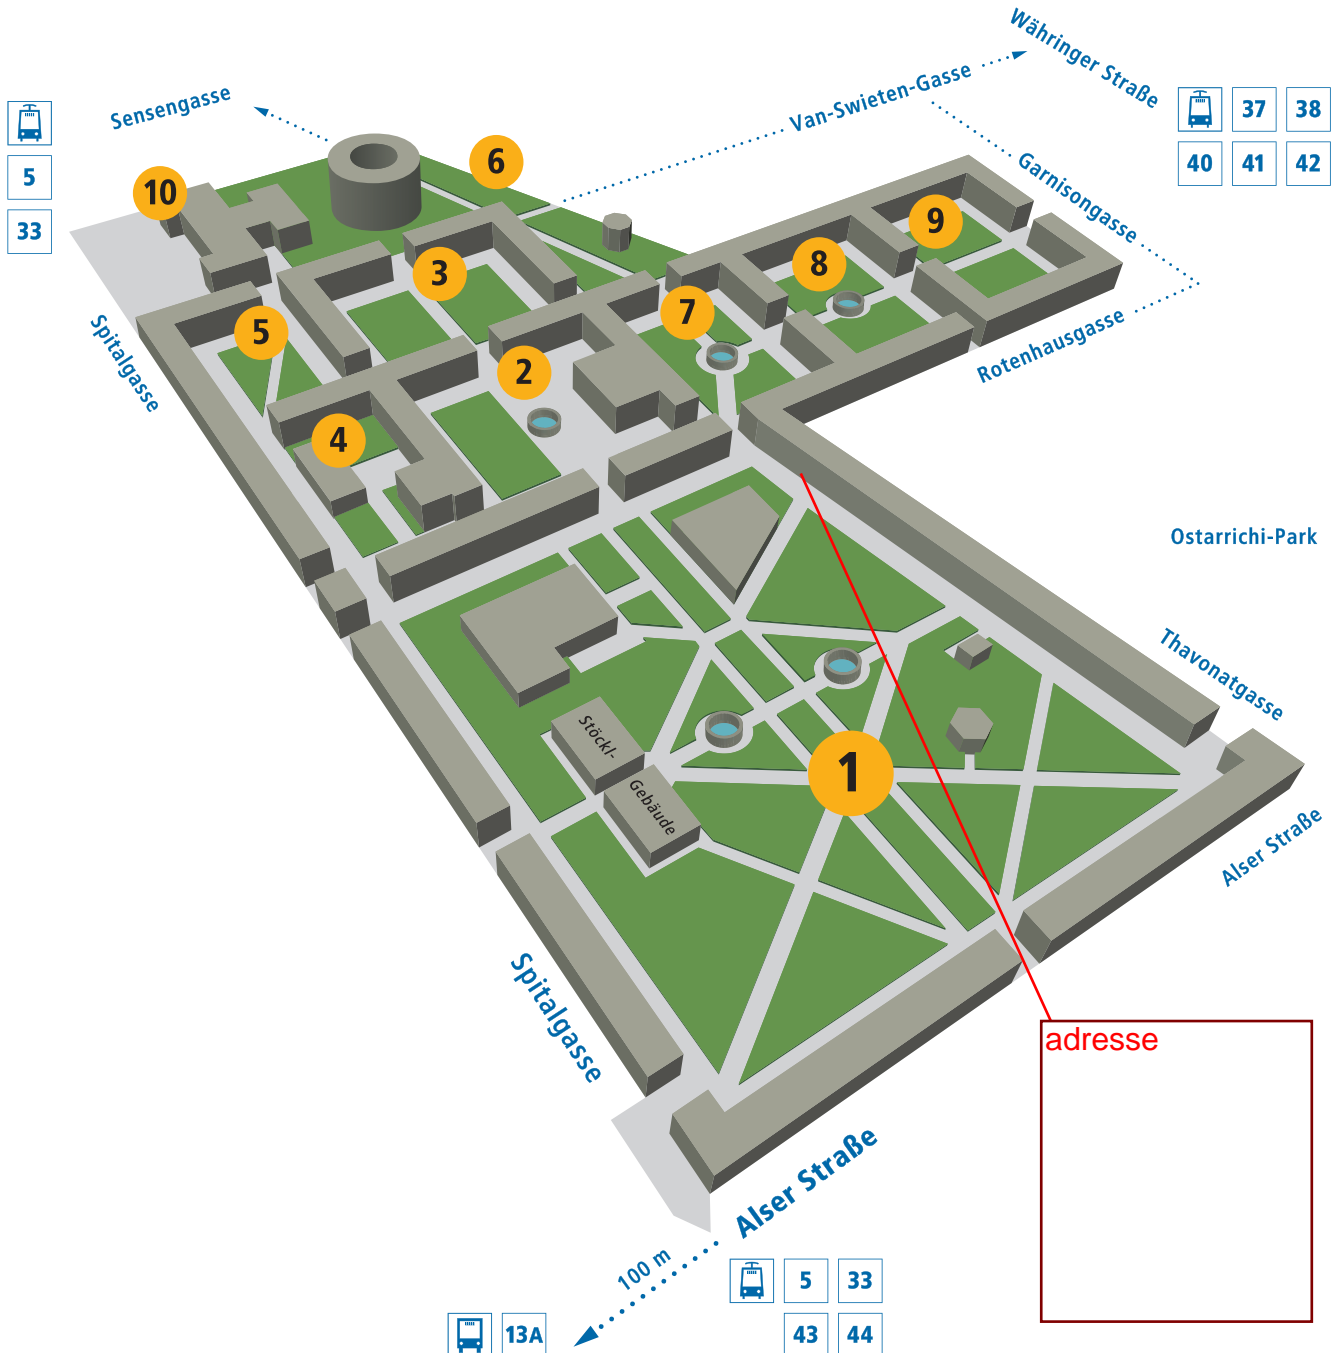 Währinger Straße
37 38
40 41 42
Van-Swieten-Gasse
Sensengasse
5
33
Garnisongasse
6
10
9
8
3
7
5
2
4
Rotenhausgasse
Spitalgasse
Ostarrichi-Park
Thavonatgasse
Stöckl-
Gebäude
1
Alser Straße
Spitalgasse
adresse
Alser Straße
100 m
5 33
43 44
13A